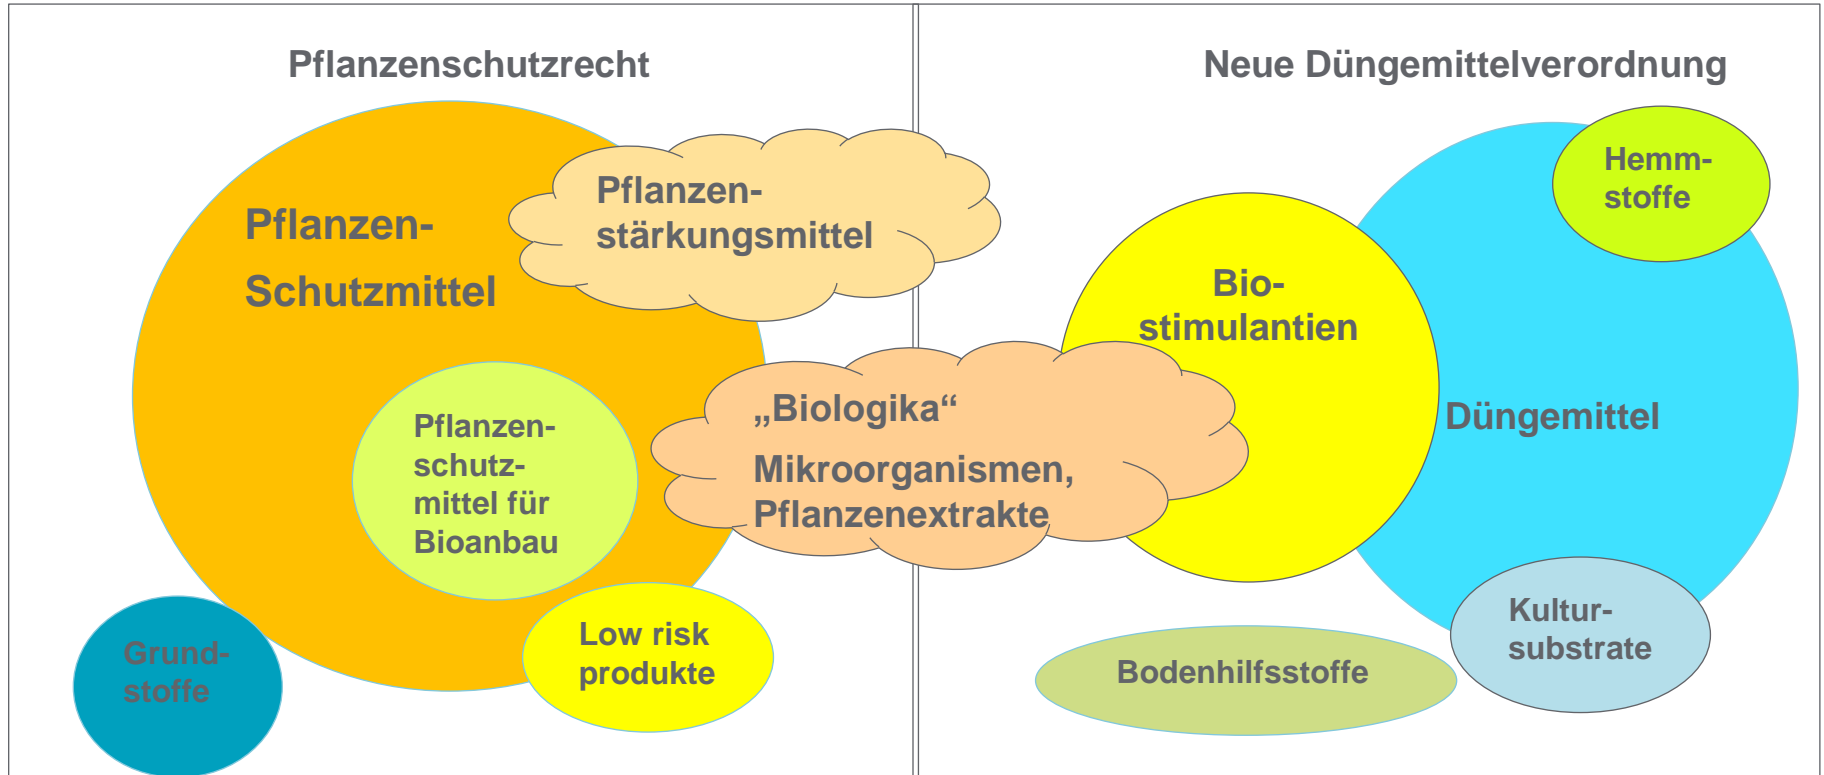 Pflanzenschutzrecht
Pflanzen-
Schutzmittel
Pflanzen-
stärkungsmittel
Pflanzen-
schutz-
mittel für
Bioanbau
Grund-
stoffe
Low risk
produkte
„Biologika“
Mikroorganismen,
Pflanzenextrakte
Neue Düngemittelverordnung
Hemm-
stoffe
Bio-
stimulantien
Düngemittel
Kultur-
substrate
Bodenhilfsstoffe